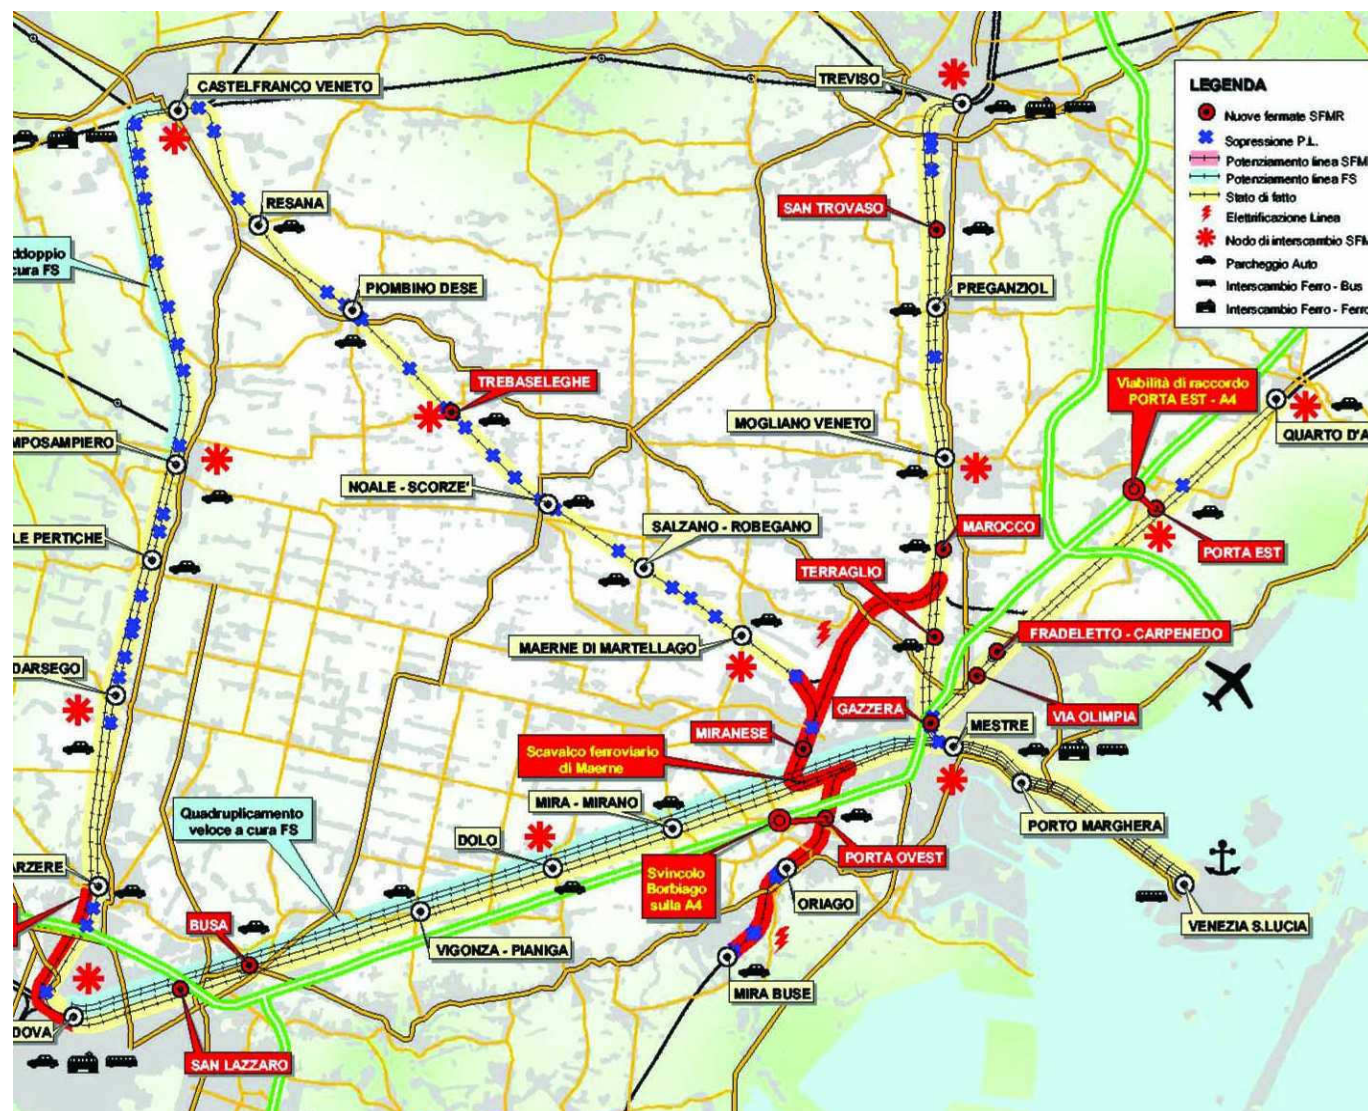 CASTELFRANCO VENETO
TREVISO
LEGENDA
Nuove fermate SFMR
Sopressione P.L.
Potenziamento linea SFM
Potenziamento linea FS
Stato di fatto
Elettrificazione Linea
Nodo di interscambio SFM
Parcheggio Auto
Intercambio Ferro - Bus
Interscambio Ferro - Ferro
RESANA
SAN TROVASO
ddoppio
cura FS
PIOMBINO DESE
PREGANZIOL
TREBASELEGHE
Viabilità di raccordo
PORTA EST - A4
MOGLIANO VENETO
QUARTO D'A
MPOSAMPIERO
NOALE - SCORZE'
SALZANO - ROBEGANO
MAROCCO
LE PERTICHE
PORTA EST
TERRAGLIO
MAERNE DI MARTELLAGO
FRADELETTO - CARPENEDO
DARSEGO
GAZZERA
VIA OLIMPIA
MIRANESE
MESTRE
Scavalco ferroviario
di Maerne
Quadruplicamento
veloce a cura FS
MIRA - MIRANO
PORTO MARGHERA
DOLO
PORTA OVEST
ARZERE
Svincolo
Borbiago
sulla A4
ORIAGO
BUSA
VIGONZA - PIANIGA
VENEZIA S.LUCIA
MIRA BUSE
DOVA
SAN LAZZARO